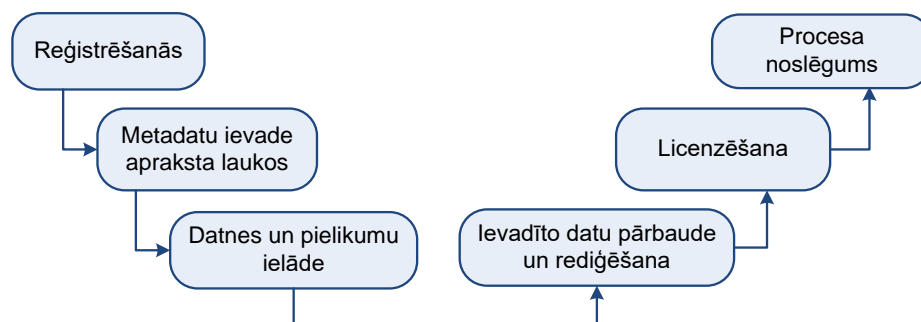 Reģistrēšanās
Metadatu ievade
apraksta laukos
Datnes un pielikumu
ielāde
Ievadīto datu pārbaude
un rediģēšana
Licenzēšana
Procesa
noslēgums